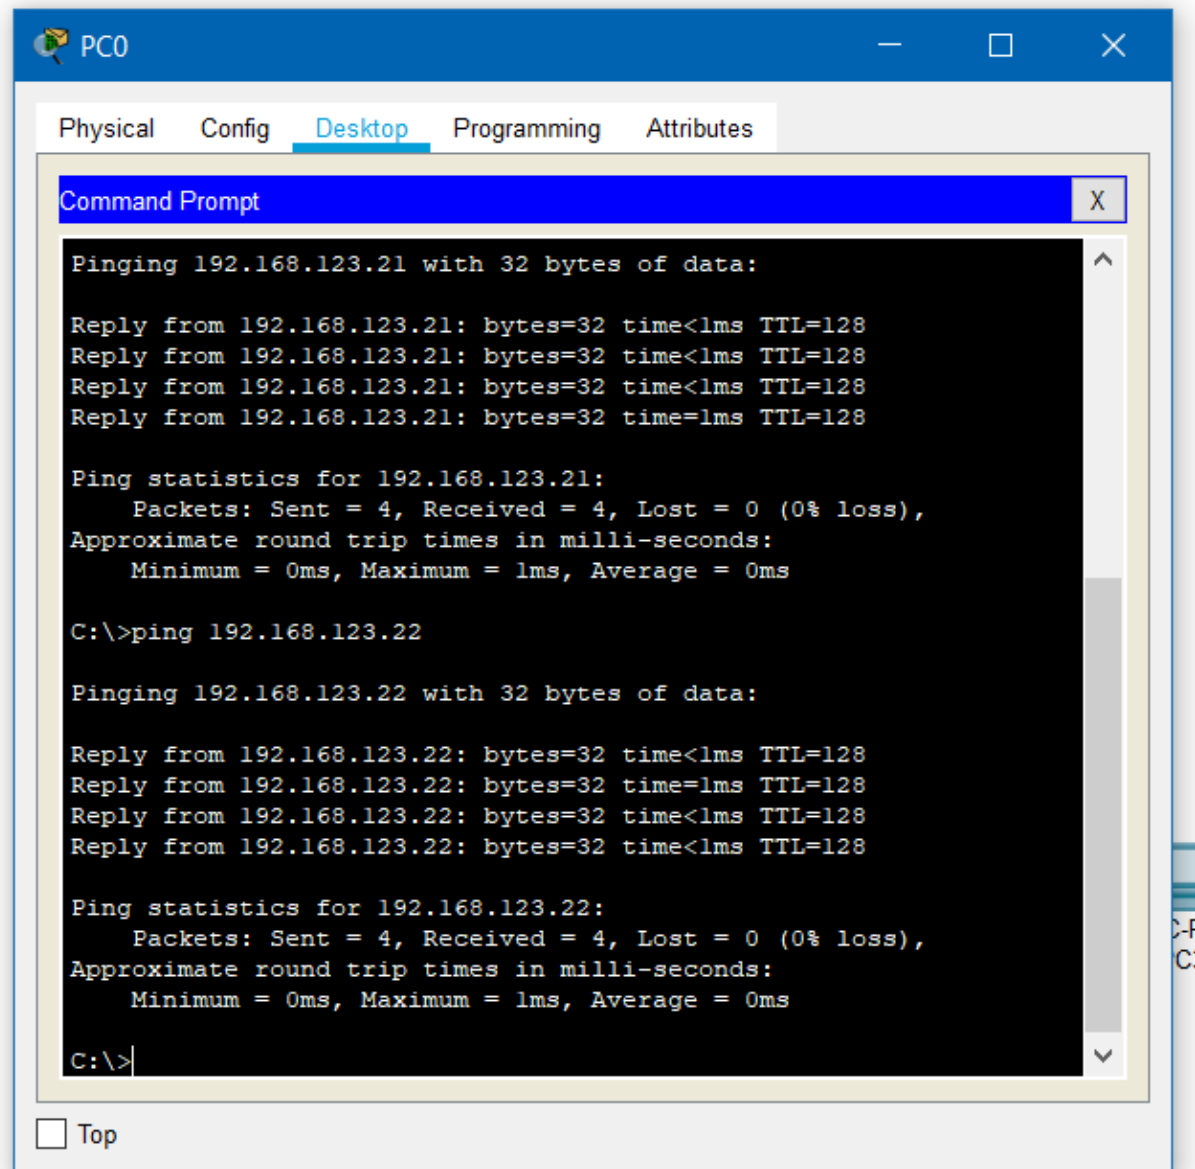 PC0
Physical Config Desktop Programming Attributes
Command Prompt
X
Pinging 192.168.123.21 with 32 bytes of data:
Reply from 192.168.123.21: bytes=32 time<1ms TTL=128
Reply from 192.168.123.21: bytes=32 time<1ms TTL=128
Reply from 192.168.123.21: bytes=32 time<1ms TTL=128
Reply from 192.168.123.21: bytes=32 time=1ms TTL=128
Ping statistics for 192.168.123.21:
Packets: Sent = 4, Received = 4, Lost = 0 (0% loss),
Approximate round trip times in milli-seconds:
Minimum = 0ms, Maximum = 1ms, Average = 0ms
C:\>ping 192.168.123.22
Pinging 192.168.123.22 with 32 bytes of data:
Reply from 192.168.123.22: bytes=32 time<1ms TTL=128
Reply from 192.168.123.22: bytes=32 time=1ms TTL=128
Reply from 192.168.123.22: bytes=32 time<1ms TTL=128
Reply from 192.168.123.22: bytes=32 time<1ms TTL=128
Ping statistics for 192.168.123.22:
Packets: Sent = 4, Received = 4, Lost = 0 (0% loss),
Approximate round trip times in milli-seconds:
Minimum = 0ms, Maximum = 1ms, Average = 0ms
C:\>
Top